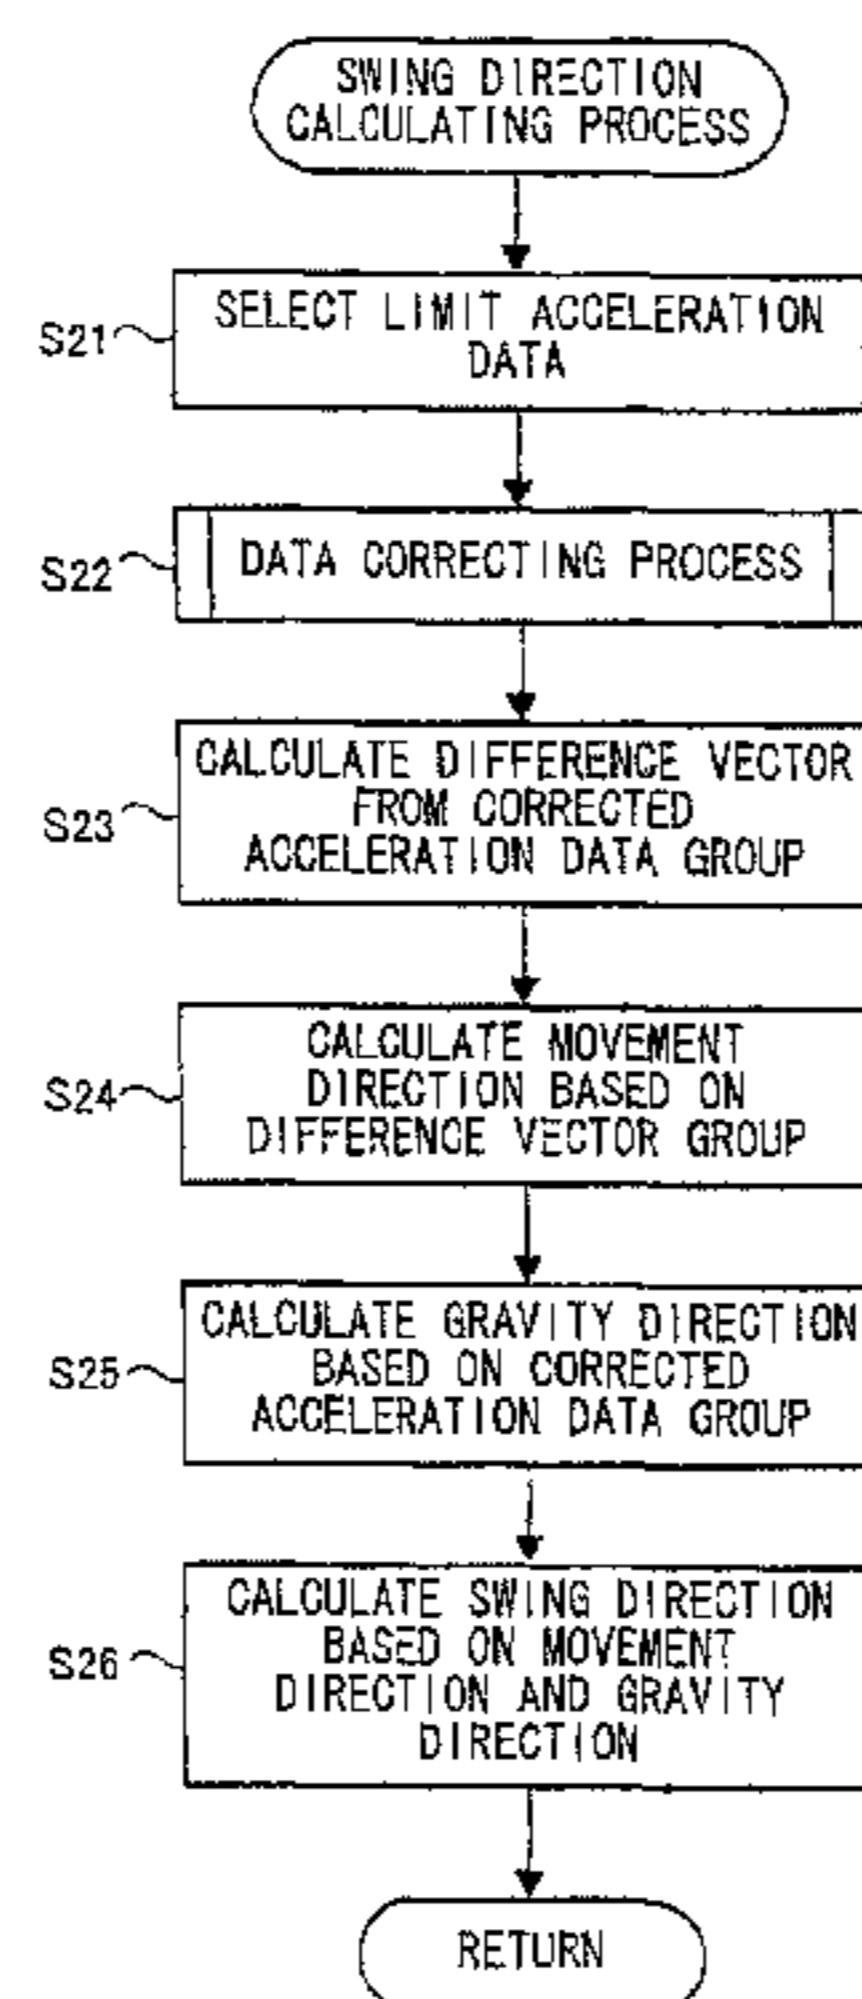 SWING DIRECTION
CALCULATING PROCESS
S21
SELECT LIMIT ACCELERATION
DATA
S22
DATA CORRECTING PROCESS
S23
CALCULATE DIFFERENCE VECTOR
FROM CORRECTED
ACCELERATION DATA GROUP
S24
CALCULATE MOVEMENT
DIRECTION BASED ON
DIFFERENCE VECTOR GROUP
S25
CALCULATE GRAVITY DIRECTION
BASED ON CORRECTED
ACCELERATION DATA GROUP
S26
CALCULATE SWING DIRECTION
BASED ON MOVEMENT
DIRECTION AND GRAVITY
DIRECTION
RETURN